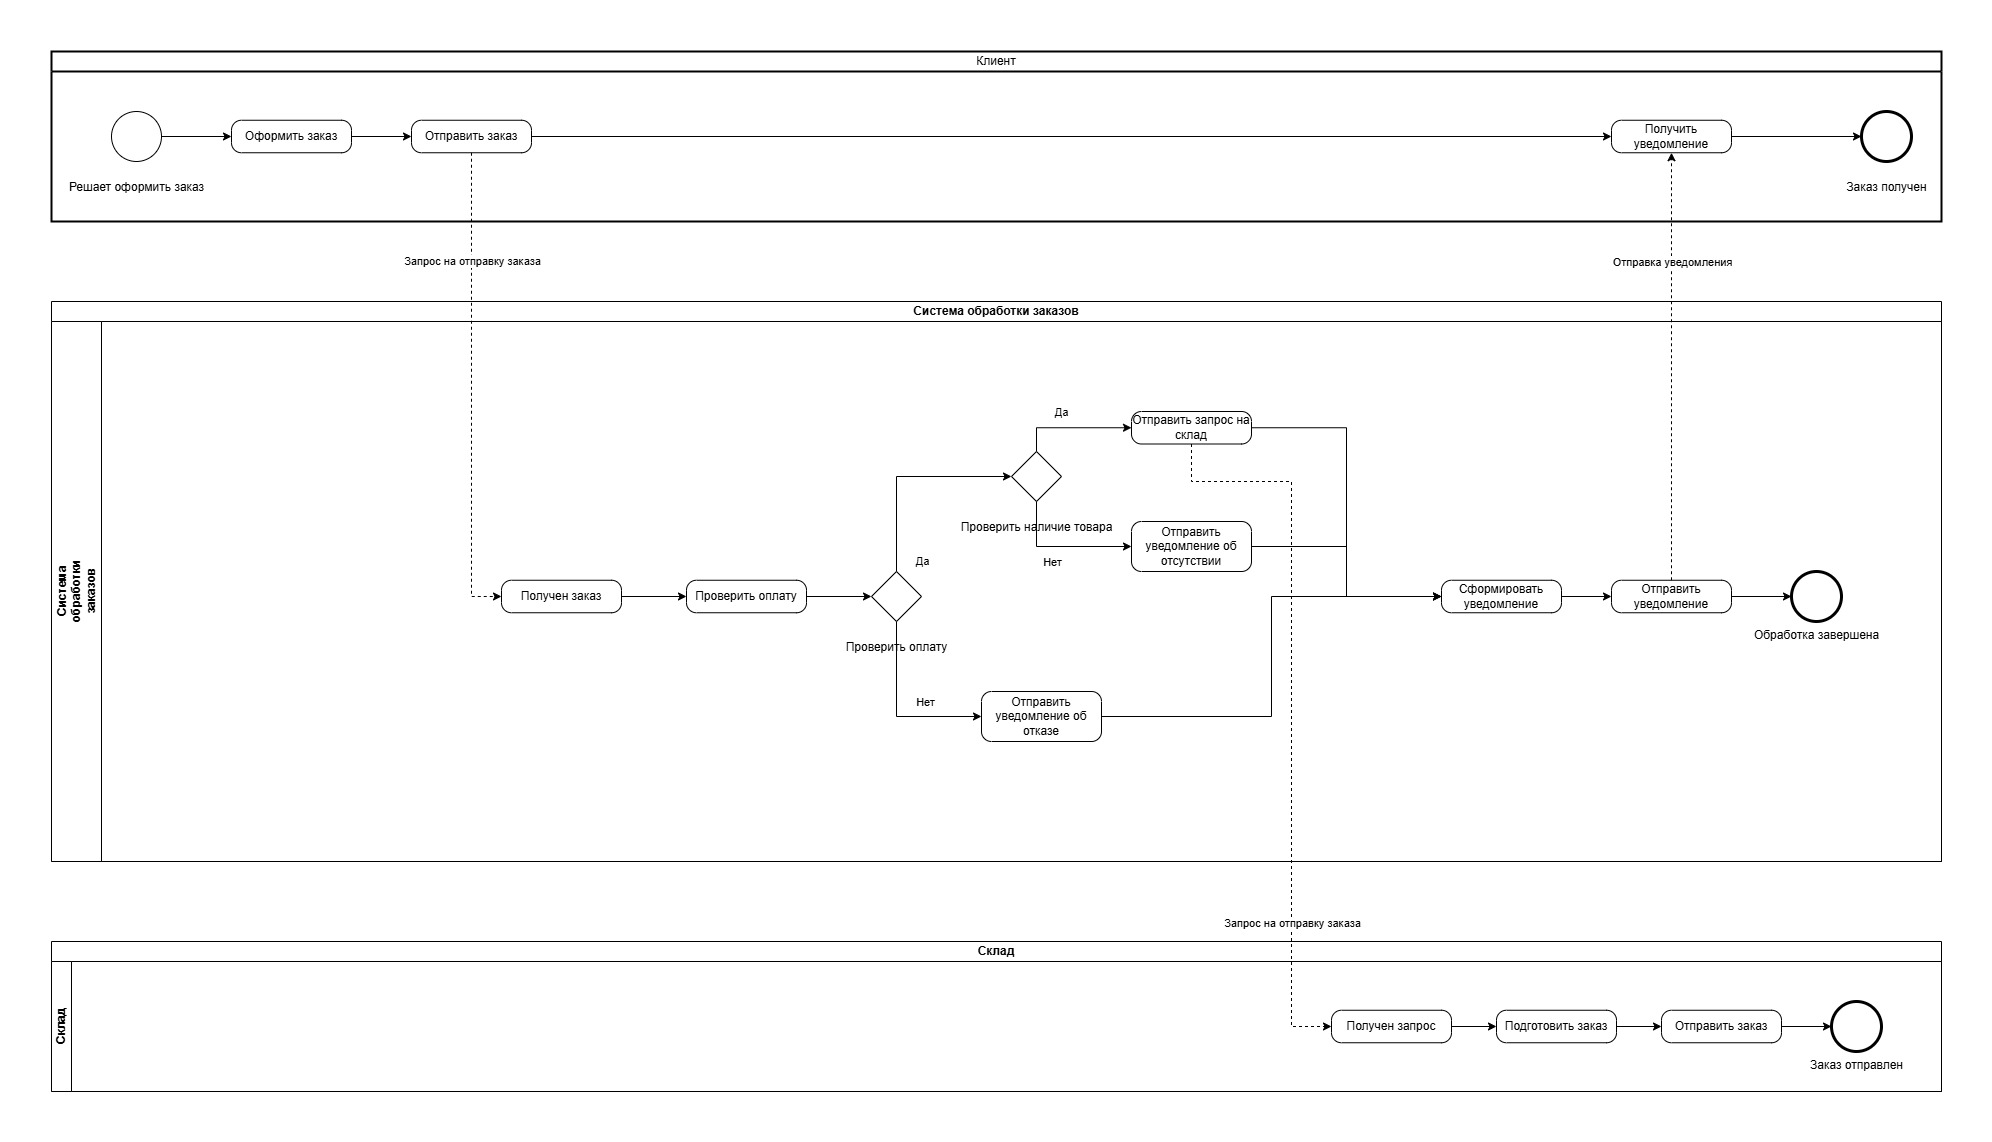 Клиент
Оформить заказ
Отправить заказ
Получить
уведомление
Решает оформить заказ
Заказ получен
Запрос на отправку заказа
Отправка уведомления
Система обработки заказов
Система
обработки
заказов
Да
Отправить запрос на
склад
Проверить наличие товара
Отправить
уведомление об
отсутствии
Нет
Да
Получен заказ
Проверить оплату
Сформировать
уведомление
Отправить
уведомление
Обработка завершена
Проверить оплату
Нет
Отправить
уведомление об
отказе
Запрос на отправку заказа
Склад
Склад
Получен запрос
Подготовить заказ
Отправить заказ
Заказ отправлен